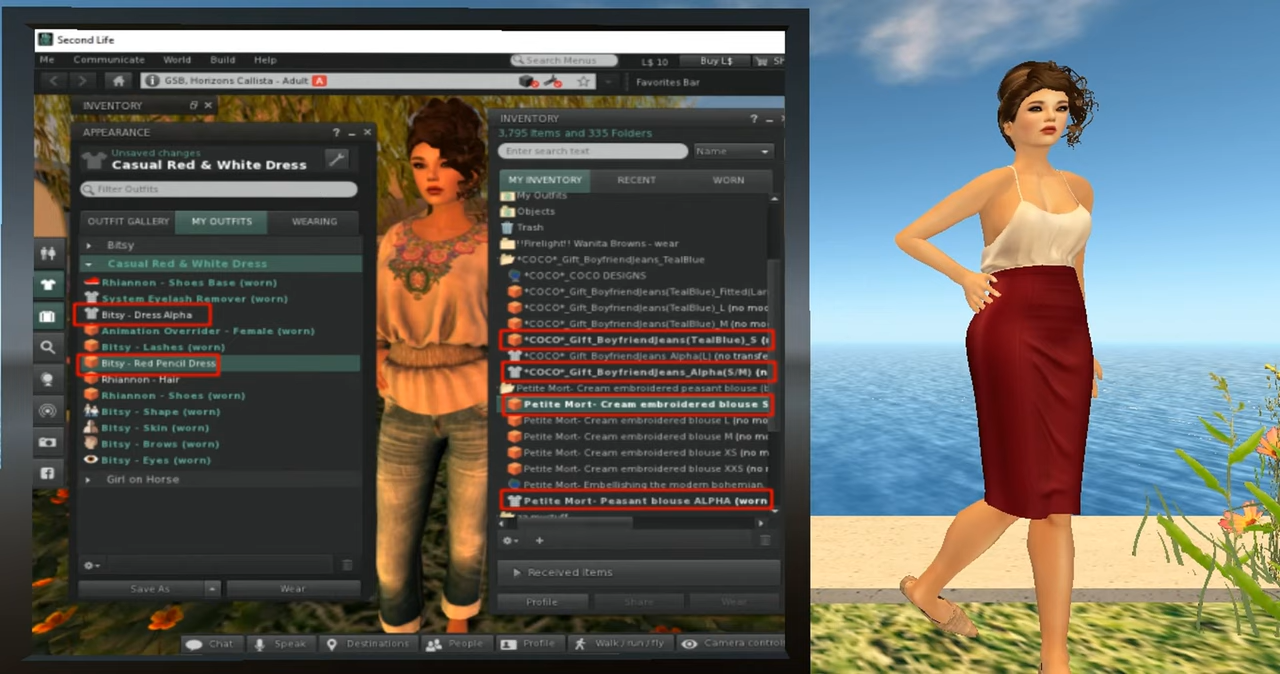 Second Life
Me Communicate World Build Help
Search Menus
L$ 10
Buy L$
SH
GSB, Horizons Callista - Adult A
Favorites Bar
INVENTORY
APPEARANCE
?
Unsaved changes
Casual Red & White Dress
Filter Outfits
OUTFIT GALLERY
MY OUTFITS
WEARING
Bitsy
Casual Red & White Dress
Rhiannon - Shoes Base (worn)
System Eyelash Remover (worn)
Bitsy - Dress Alpha
Animation Overrider - Female (worn)
Bitsy - Lashes (worn)
Bitsy - Red Pencil Dress
Rhiannon - Hair
Rhiannon - Shoes (worn)
Bitsy - Shape (worn)
Bitsy - Skin (worn)
Bitsy - Brows (worn)
Bitsy - Eyes (worn)
Girl on Horse
Save As
Wear
INVENTORY
?
3,795 Items and 335 Folders
Enter search text
Name
MY INVENTORY
RECENT
WORN
My Outfits
Objects
Trash
!!Firelight!! Wanita Browns - wear
*COCO*_Gift_BoyfriendJeans_TealBlue
*COCO*_COCO DESIGNS
*COCO*_Gift_BoyfriendJeans(TealBlue)_Fitted(Lar
*COCO*_Gift_BoyfriendJeans(TealBlue)_L (no mod
*COCO*_Gift_BoyfriendJeans(TealBlue)_M (no mo
*COCO*_Gift_BoyfriendJeans(TealBlue)_S (
*COCO*_Gift_BoyfriendJeans_Alpha(L) (no transfe
*COCO*_Gift_BoyfriendJeans_Alpha(S/M) (n
Petite Mort- Cream embroidered peasant blouse (b
Petite Mort- Cream embroidered blouse S
Petite Mort- Cream embroidered blouse L (no mo
Petite Mort- Cream embroidered blouse M (no mo
Petite Mort- Cream embroidered blouse XS (no m
Petite Mort- Cream embroidered blouse XXS (no r
Petite Mort- Embellishing the modern bohemian.
Petite Mort- Peasant blouse ALPHA (worn
Received Items
Profile
Share
Wear
Chat
Speak
Destinations
People
Profile
Walk / run / fly
Camera control